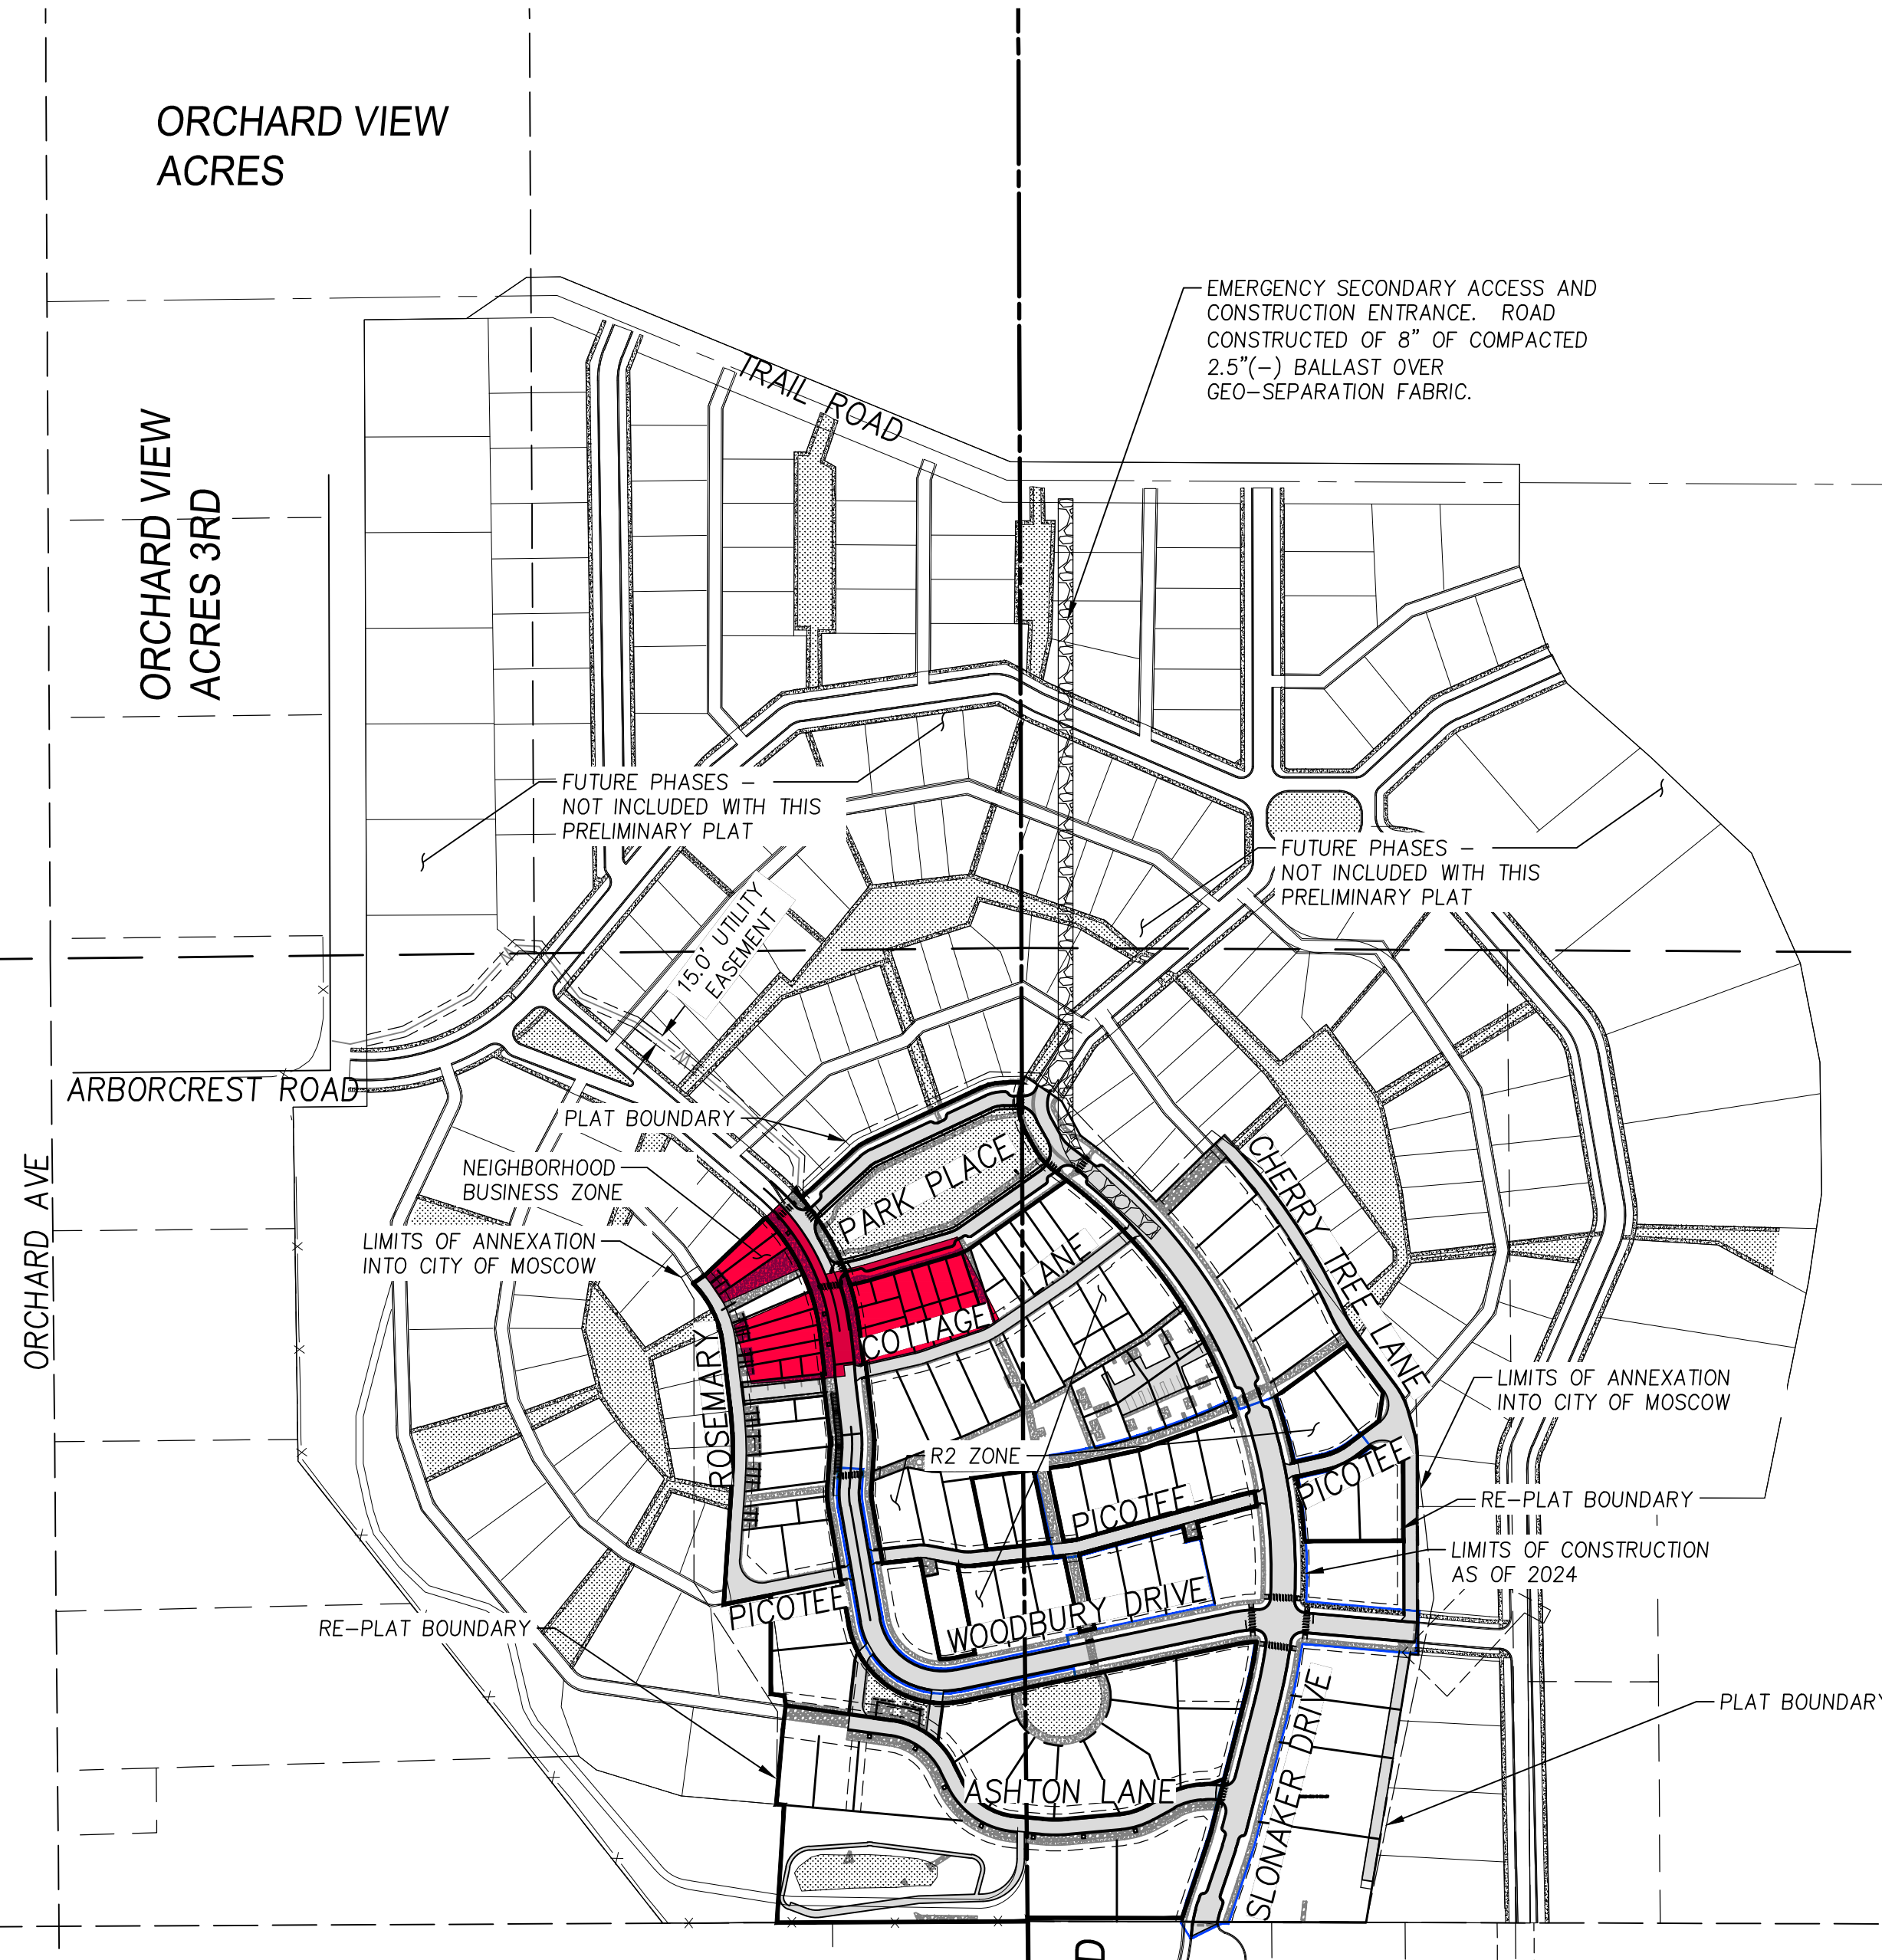 ORCHARD VIEW
ACRES
EMERGENCY SECONDARY ACCESS AND
CONSTRUCTION ENTRANCE. ROAD
CONSTRUCTED OF 8" OF COMPACTED
2.5"(-) BALLAST OVER
GEO-SEPARATION FABRIC.
TRAIL ROAD
ORCHARD VIEW
ACRES 3RD
FUTURE PHASES -
NOT INCLUDED WITH THIS
PRELIMINARY PLAT
FUTURE PHASES -
NOT INCLUDED WITH THIS
PRELIMINARY PLAT
15.0' UTILITY
EASEMENT
W
W
ARBORCREST ROAD
PLAT BOUNDARY
NEIGHBORHOOD
BUSINESS ZONE
LIMITS OF ANNEXATION
INTO CITY OF MOSCOW
ORCHARD AVE
PARK PLACE
CHERRY TREE LANE
COTTAGE LANE
ROSEMARY
LIMITS OF ANNEXATION
INTO CITY OF MOSCOW
R2 ZONE
PICOTEE
PICOTEE
RE-PLAT BOUNDARY
LIMITS OF CONSTRUCTION
AS OF 2024
PICOTEE
WOODBURY DRIVE
RE-PLAT BOUNDARY
PLAT BOUNDARY
ASHTON LANE
SLONAKER DRIVE
D